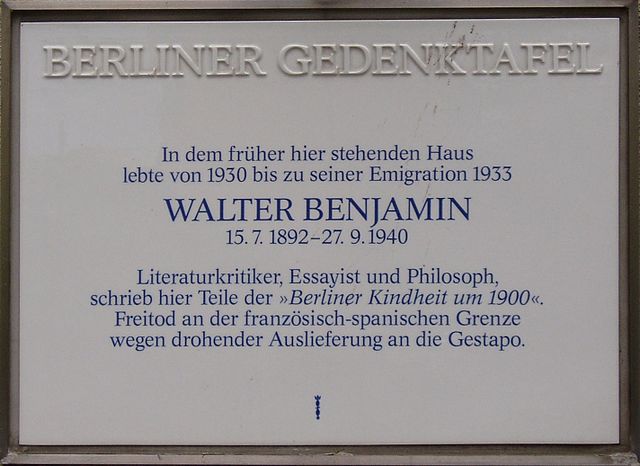 BERLINER GEDENKTAFEL
In dem früher hier stehenden Haus
lebte von 1930 bis zu seiner Emigration 1933
WALTER BENJAMIN
15. 7. 1892–27. 9. 1940
Literaturkritiker, Essayist und Philosoph,
schrieb hier Teile der »Berliner Kindheit um 1900«.
Freitod an der französisch-spanischen Grenze
wegen drohender Auslieferung an die Gestapo.